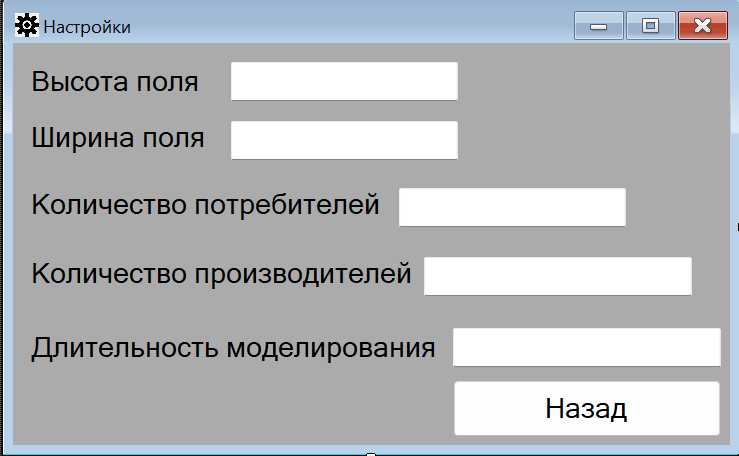 Настройки
Высота поля
Ширина поля
Количество потребителей
Количество производителей
Длительность моделирования
Назад